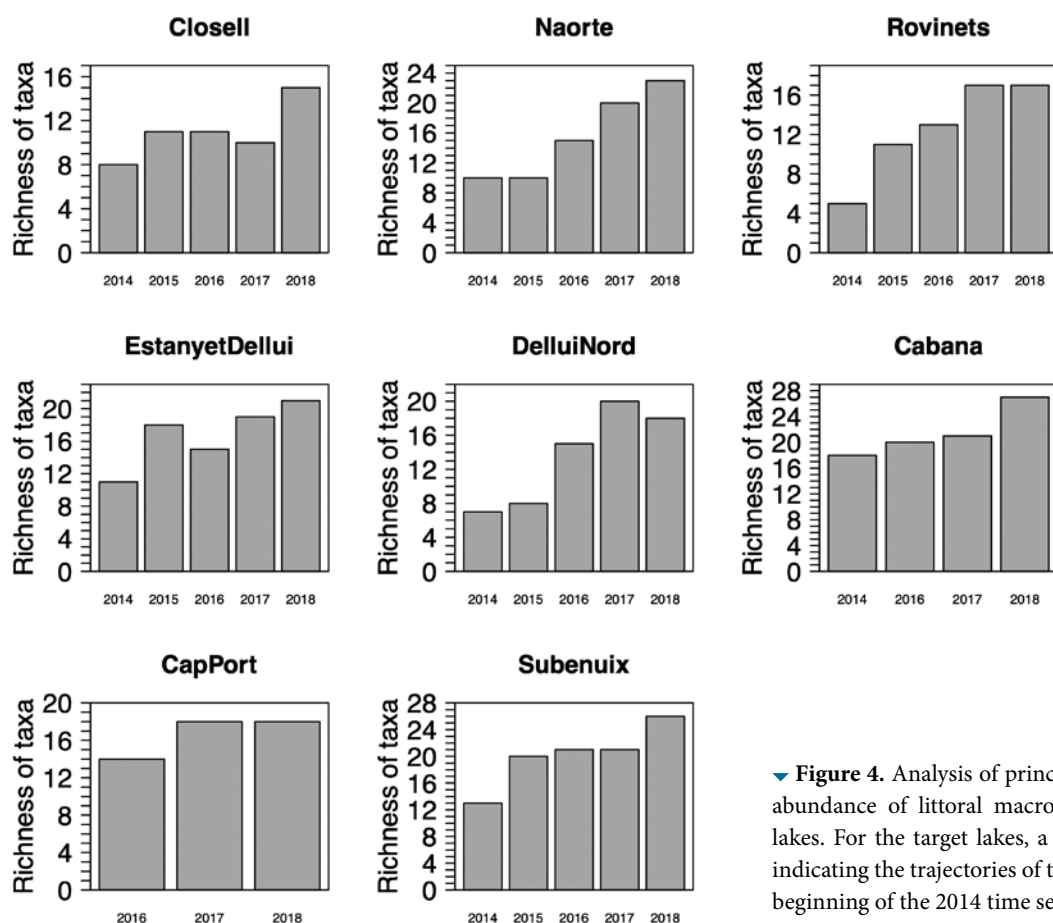 Closell
Richness of taxa
16
12
8
4
0
2014 2015 2016 2017 2018
Naorte
Richness of taxa
24
20
16
12
8
4
0
2014 2015 2016 2017 2018
Rovinets
Richness of taxa
16
12
8
4
0
2014 2015 2016 2017 2018
EstanyetDellui
Richness of taxa
20
16
12
8
4
0
2014 2015 2016 2017 2018
DelluiNord
Richness of taxa
20
16
12
8
4
0
2014 2015 2016 2017 2018
Cabana
Richness of taxa
28
24
20
16
12
8
4
0
2014 2016 2017 2018
CapPort
Richness of taxa
20
16
12
8
4
0
2016 2017 2018
Subenuix
Richness of taxa
28
24
20
16
12
8
4
0
2014 2015 2016 2017 2018
Figure 4. Analysis of princ
abundance of littoral macro
lakes. For the target lakes, a
indicating the trajectories of t
beginning of the 2014 time se